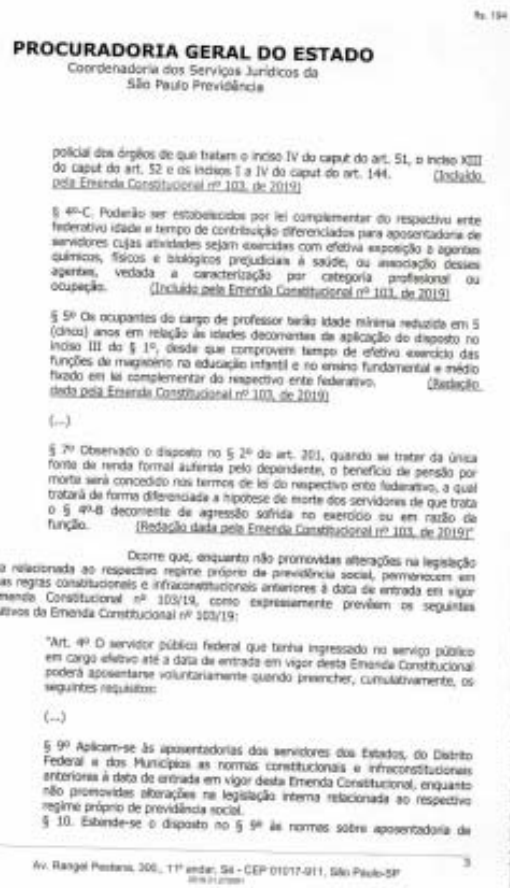 fls. 194
PROCURADORIA GERAL DO ESTADO
Coordenadoria dos Serviços Jurídicos da
São Paulo Previdência
policial dos órgãos de que tratam o inciso IV do caput do art. 51, o inciso XIII
do caput do art. 52 e os incisos I a IV do caput do art. 144. (Incluído
pela Emenda Constitucional nº 103, de 2019)
§ 4º-C. Poderão ser estabelecidos por lei complementar do respectivo ente
federativo idade e tempo de contribuição diferenciados para aposentadoria de
servidores cujas atividades sejam exercidas com efetiva exposição a agentes
químicos, físicos e biológicos prejudiciais à saúde, ou associação desses
agentes, vedada a caracterização por categoria profissional ou
ocupação. (Incluído pela Emenda Constitucional nº 103, de 2019)
§ 5º Os ocupantes do cargo de professor terão idade mínima reduzida em 5
(cinco) anos em relação às idades decorrentes da aplicação do disposto no
inciso III do § 1º, desde que comprovem tempo de efetivo exercício das
funções de magistério na educação infantil e no ensino fundamental e médio
fixado em lei complementar do respectivo ente federativo. (Redação
dada pela Emenda Constitucional nº 103, de 2019)
(...)
§ 7º Observado o disposto no § 2º do art. 201, quando se tratar da única
fonte de renda formal auferida pelo dependente, o benefício de pensão por
morte será concedido nos termos de lei do respectivo ente federativo, a qual
tratará de forma diferenciada a hipótese de morte dos servidores de que trata
o § 4º-B decorrente de agressão sofrida no exercício ou em razão da
função. (Redação dada pela Emenda Constitucional nº 103, de 2019)"
Ocorre que, enquanto não promovidas alterações na legislação
a relacionada ao respectivo regime próprio de previdência social, permanecem em
as regras constitucionais e infraconstitucionais anteriores à data de entrada em vigor
menda Constitucional nº 103/19, como expressamente prevêem os seguintes
itivos da Emenda Constitucional nº 103/19:
"Art. 4º O servidor público federal que tenha ingressado no serviço público
em cargo efetivo até a data de entrada em vigor desta Emenda Constitucional
poderá aposentar-se voluntariamente quando preencher, cumulativamente, os
seguintes requisitos:
(...)
§ 9º Aplicam-se às aposentadorias dos servidores dos Estados, do Distrito
Federal e dos Municípios as normas constitucionais e infraconstitucionais
anteriores à data de entrada em vigor desta Emenda Constitucional, enquanto
não promovidas alterações na legislação interna relacionada ao respectivo
regime próprio de previdência social.
§ 10. Estende-se o disposto no § 9º às normas sobre aposentadoria de
3
Av. Rangel Pestana, 300, 11º andar, Sé - CEP 01017-911, São Paulo-SP